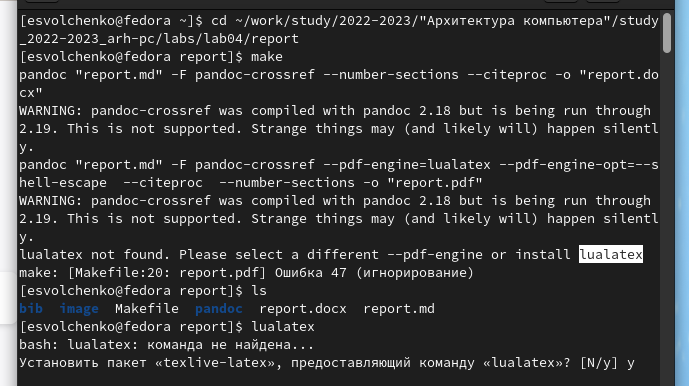 [esvolchenko@fedora ~]$ cd ~/work/study/2022-2023/"Архитектура компьютера"/study
_2022-2023_arh-pc/labs/lab04/report
[esvolchenko@fedora report]$ make
pandoc "report.md" -F pandoc-crossref --number-sections --citeproc -o "report.do
cx"
WARNING: pandoc-crossref was compiled with pandoc 2.18 but is being run through
2.19. This is not supported. Strange things may (and likely will) happen silentl
y.
pandoc "report.md" -F pandoc-crossref --pdf-engine=lualatex --pdf-engine-opt=--s
hell-escape  --citeproc  --number-sections -o "report.pdf"
WARNING: pandoc-crossref was compiled with pandoc 2.18 but is being run through
2.19. This is not supported. Strange things may (and likely will) happen silentl
y.
lualatex not found. Please select a different --pdf-engine or install lualatex
make: [Makefile:20: report.pdf] Ошибка 47 (игнорирование)
[esvolchenko@fedora report]$ ls
bib  image  Makefile  pandoc  report.docx  report.md
[esvolchenko@fedora report]$ lualatex
bash: lualatex: команда не найдена...
Установить пакет «texlive-latex», предоставляющий команду «lualatex»? [N/y] y